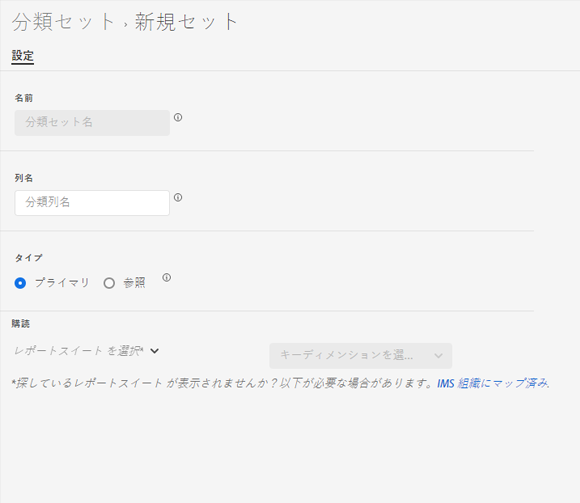 分類セット › 新規セット
設定
名前
分類セット名
列名
分類列名
タイプ
プライマリ 参照
購読
レポートスイート を選択* キーディメンションを選...
*探しているレポートスイート が表示されませんか？以下が必要な場合があります。IMS 組織にマップ済み.